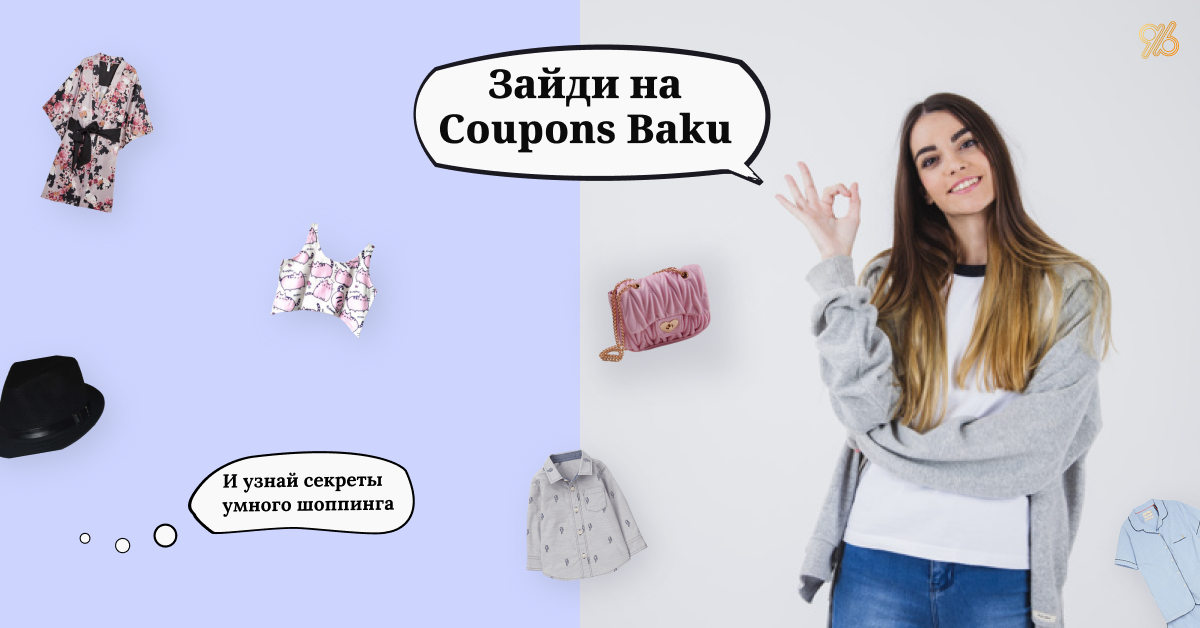 Зайди на
Coupons Baku
И узнай секреты
умного шоппинга